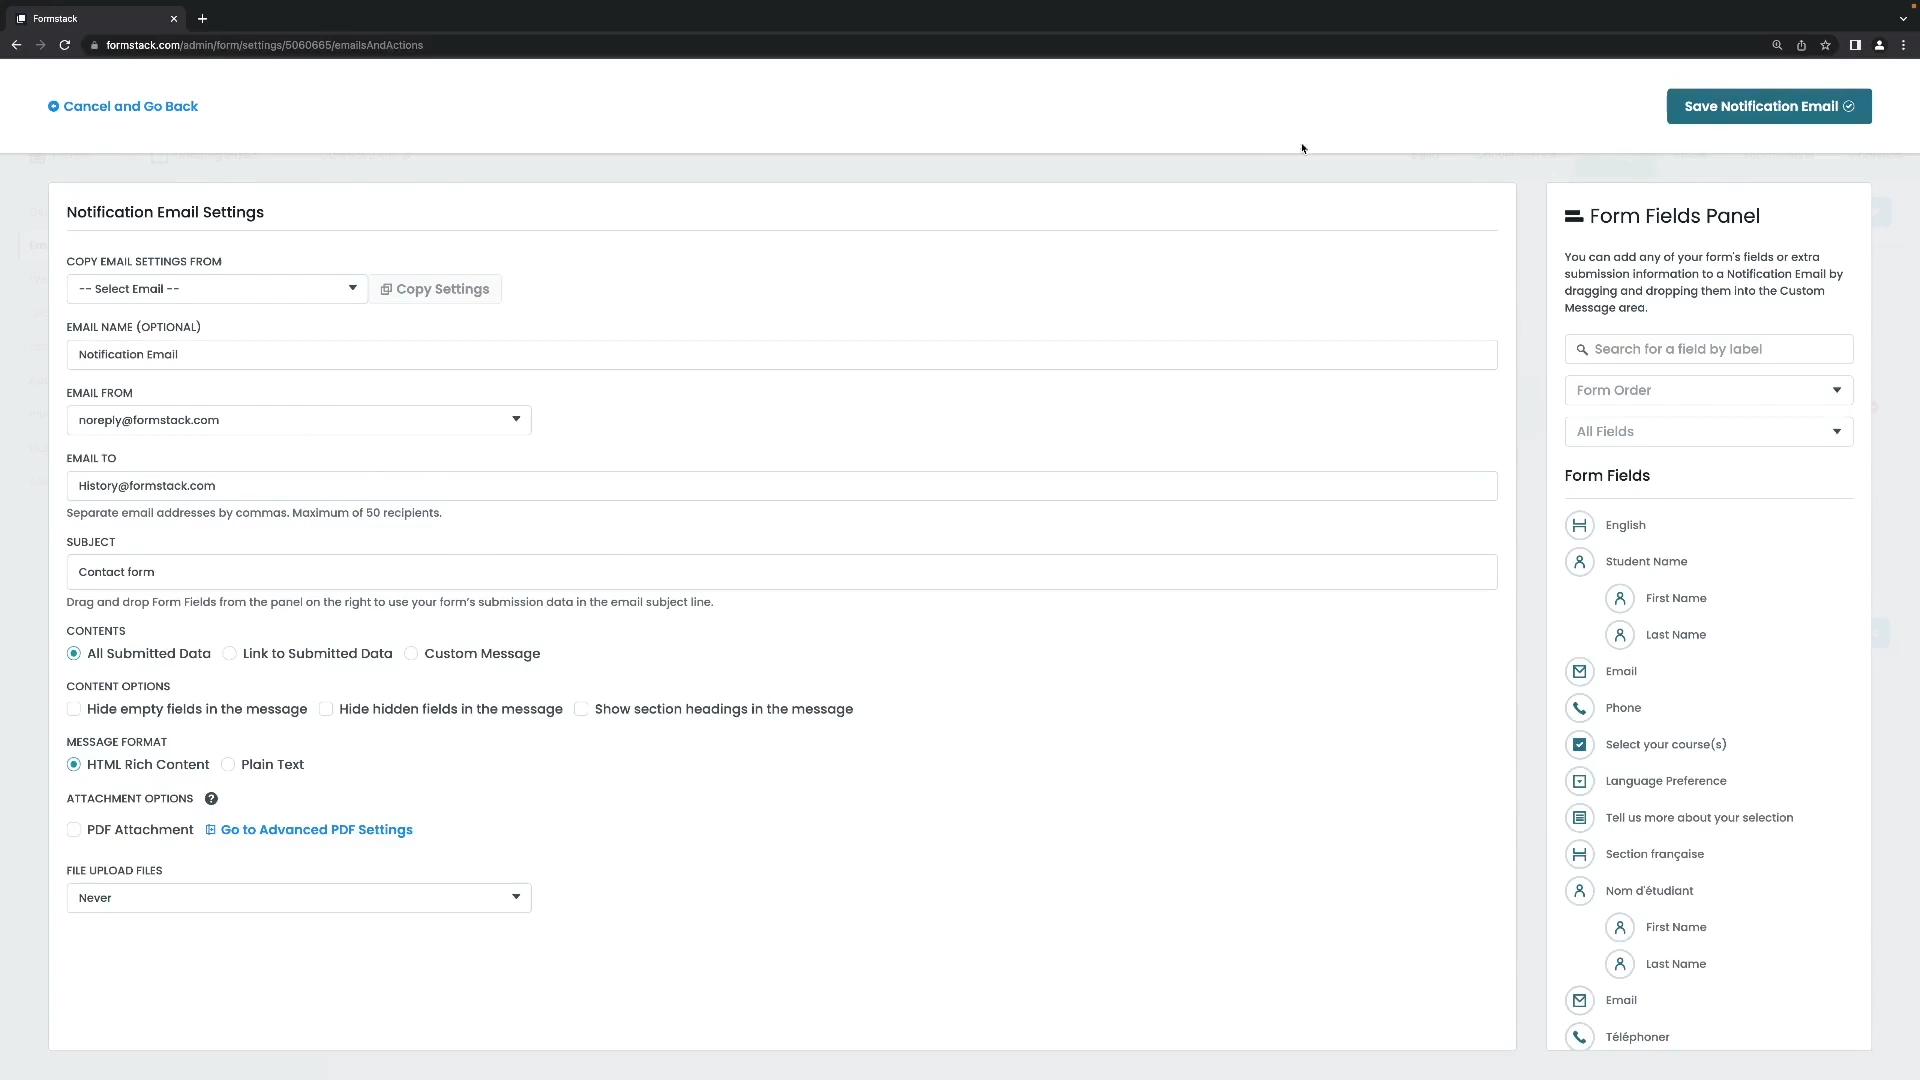 Formstack
formstack.com/admin/form/settings/5060665/emailsAndActions
Cancel and Go Back
Save Notification Email
Notification Email Settings
COPY EMAIL SETTINGS FROM
-- Select Email --
Copy Settings
EMAIL NAME (OPTIONAL)
Notification Email
EMAIL FROM
noreply@formstack.com
EMAIL TO
History@formstack.com
Separate email addresses by commas. Maximum of 50 recipients.
SUBJECT
Contact form
Drag and drop Form Fields from the panel on the right to use your form's submission data in the email subject line.
CONTENTS
All Submitted Data Link to Submitted Data Custom Message
CONTENT OPTIONS
Hide empty fields in the message Hide hidden fields in the message Show section headings in the message
MESSAGE FORMAT
HTML Rich Content Plain Text
ATTACHMENT OPTIONS ?
PDF Attachment Go to Advanced PDF Settings
FILE UPLOAD FILES
Never
Form Fields Panel
You can add any of your form's fields or extra
submission information to a Notification Email by
dragging and dropping them into the Custom
Message area.
Search for a field by label
Form Order
All Fields
Form Fields
English
Student Name
First Name
Last Name
Email
Phone
Select your course(s)
Language Preference
Tell us more about your selection
Section française
Nom d'étudiant
First Name
Last Name
Email
Téléphoner